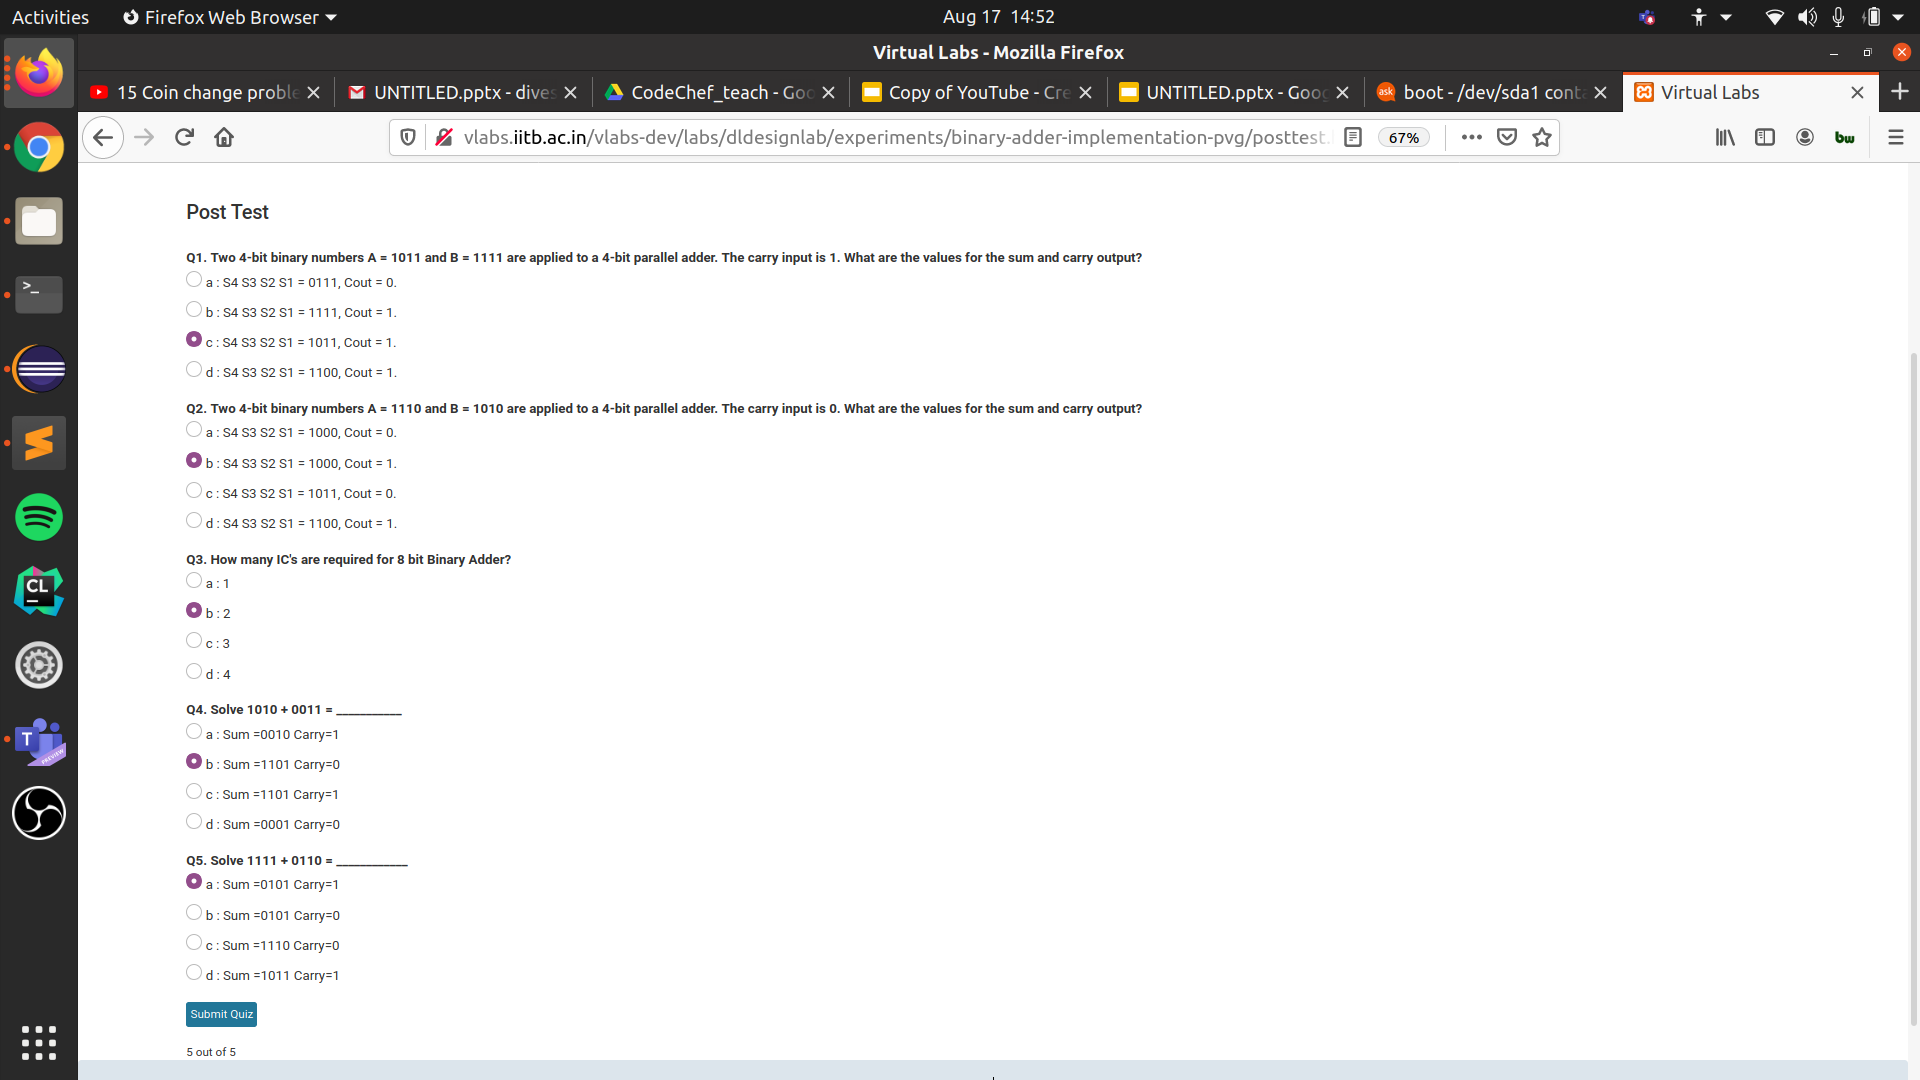 Activities
Firefox Web Browser
Aug 17 14:52
Virtual Labs - Mozilla Firefox
15 Coin change proble
UNTITLED.pptx - dives
CodeChef_teach - Goo
Copy of YouTube - Cre
UNTITLED.pptx - Goog
ask
boot - /dev/sda1 conta
Virtual Labs
vlabs.iitb.ac.in/vlabs-dev/labs/dldesignlab/experiments/binary-adder-implementation-pvg/posttest.
67%
bw
Post Test
Q1. Two 4-bit binary numbers A = 1011 and B = 1111 are applied to a 4-bit parallel adder. The carry input is 1. What are the values for the sum and carry output?
a : S4 S3 S2 S1 = 0111, Cout = 0.
b : S4 S3 S2 S1 = 1111, Cout = 1.
c : S4 S3 S2 S1 = 1011, Cout = 1.
d : S4 S3 S2 S1 = 1100, Cout = 1.
Q2. Two 4-bit binary numbers A = 1110 and B = 1010 are applied to a 4-bit parallel adder. The carry input is 0. What are the values for the sum and carry output?
a : S4 S3 S2 S1 = 1000, Cout = 0.
b : S4 S3 S2 S1 = 1000, Cout = 1.
c : S4 S3 S2 S1 = 1011, Cout = 0.
d : S4 S3 S2 S1 = 1100, Cout = 1.
Q3. How many IC's are required for 8 bit Binary Adder?
a : 1
b : 2
c : 3
d : 4
Q4. Solve 1010 + 0011 = ___________
a : Sum =0010 Carry=1
b : Sum =1101 Carry=0
c : Sum =1101 Carry=1
d : Sum =0001 Carry=0
Q5. Solve 1111 + 0110 = ____________
a : Sum =0101 Carry=1
b : Sum =0101 Carry=0
c : Sum =1110 Carry=0
d : Sum =1011 Carry=1
Submit Quiz
5 out of 5
>_
CL
T
PREVIEW